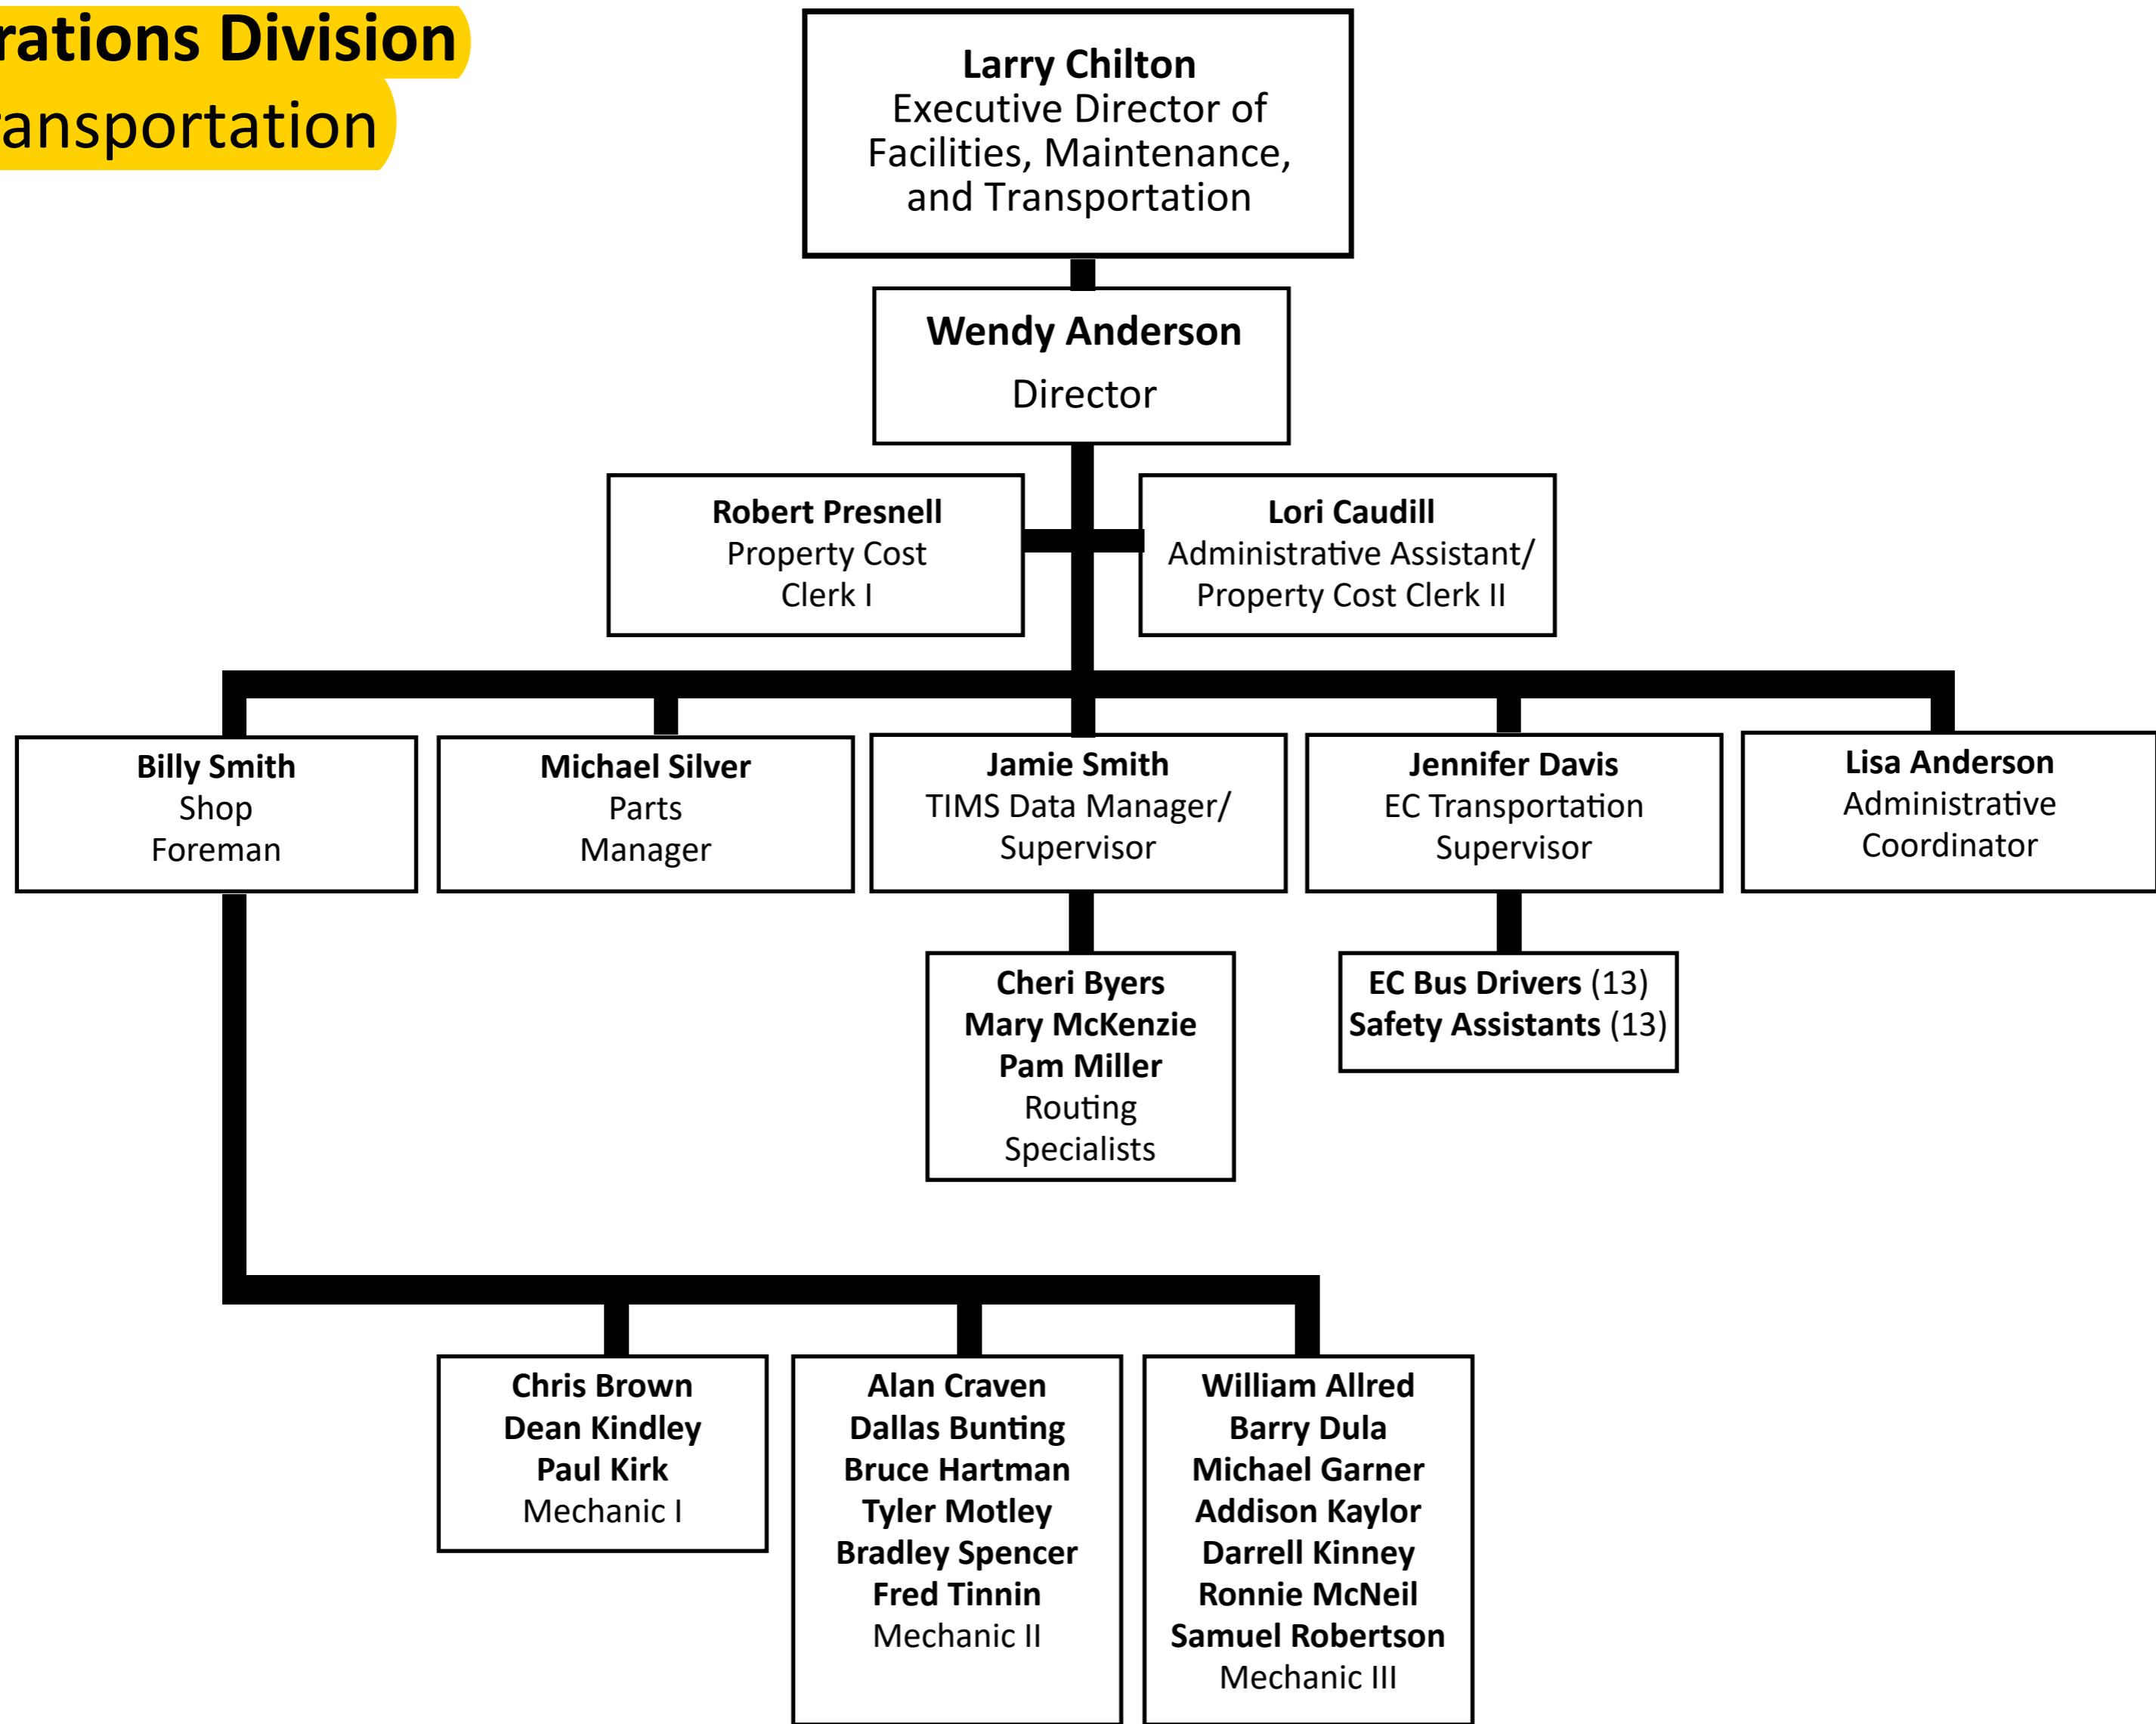 rations Division
ansportation
Larry Chilton
Executive Director of
Facilities, Maintenance,
and Transportation
Wendy Anderson
Director
Robert Presnell
Property Cost
Clerk I
Lori Caudill
Administrative Assistant/
Property Cost Clerk II
Billy Smith
Shop
Foreman
Michael Silver
Parts
Manager
Jamie Smith
TIMS Data Manager/
Supervisor
Jennifer Davis
EC Transportation
Supervisor
Lisa Anderson
Administrative
Coordinator
Cheri Byers
Mary McKenzie
Pam Miller
Routing
Specialists
EC Bus Drivers (13)
Safety Assistants (13)
Chris Brown
Dean Kindley
Paul Kirk
Mechanic I
Alan Craven
Dallas Bunting
Bruce Hartman
Tyler Motley
Bradley Spencer
Fred Tinnin
Mechanic II
William Allred
Barry Dula
Michael Garner
Addison Kaylor
Darrell Kinney
Ronnie McNeil
Samuel Robertson
Mechanic III